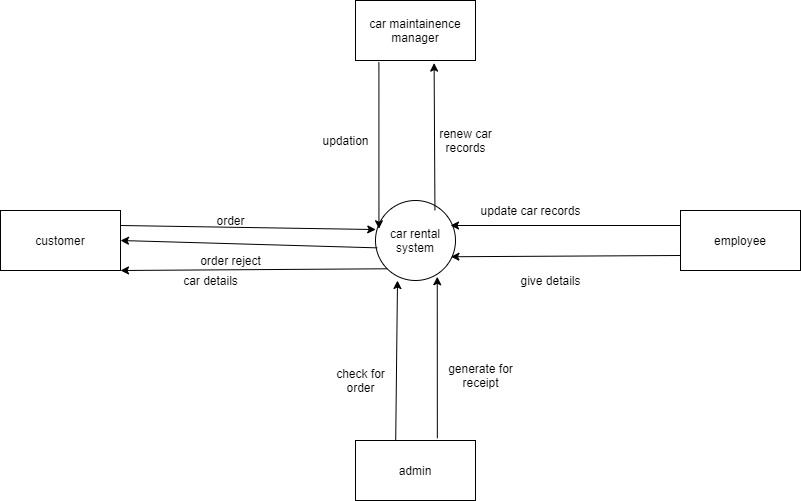 car maintainence
manager
updation
renew car
records
order
update car records
customer
car rental
system
employee
order reject
car details
give details
check for
order
generate for
receipt
admin